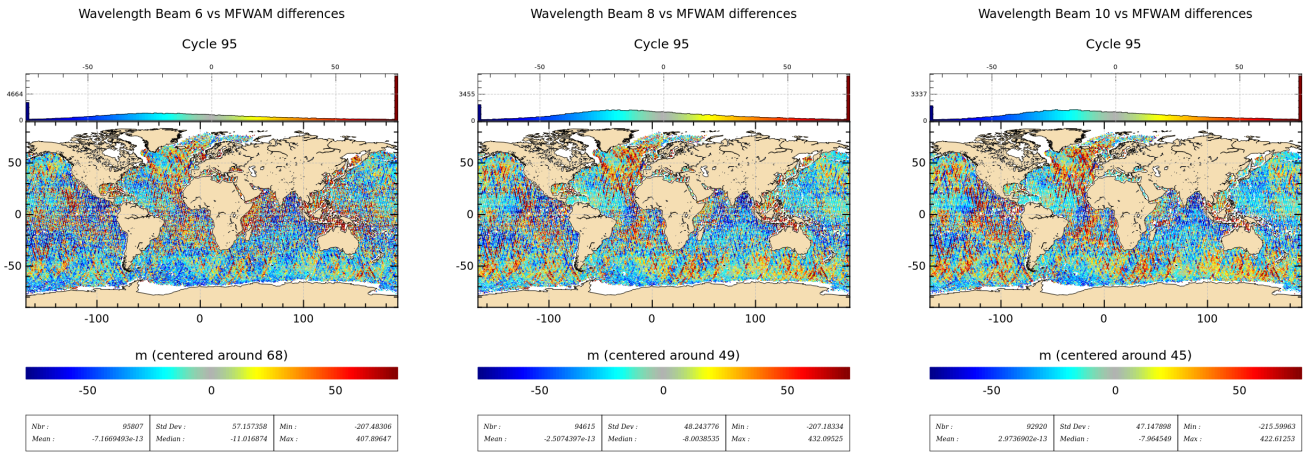 Wavelength Beam 6 vs MFWAM differences
Cycle 95
-50 0 50
4664
0
50
0
-50
-100 0 100
m (centered around 68)
-50 0 50
Nbr : 95807 Std Dev : 57.157358 Min : -207.48306
Mean : -7.1669493e-13 Median : -11.016874 Max : 407.89647
Wavelength Beam 8 vs MFWAM differences
Cycle 95
-50 0 50
3455
0
50
0
-50
-100 0 100
m (centered around 49)
-50 0 50
Nbr : 94615 Std Dev : 48.243776 Min : -207.18334
Mean : -2.5074397e-13 Median : -8.0038535 Max : 432.09525
Wavelength Beam 10 vs MFWAM differences
Cycle 95
-50 0 50
3337
0
50
0
-50
-100 0 100
m (centered around 45)
-50 0 50
Nbr : 92920 Std Dev : 47.147898 Min : -215.59963
Mean : 2.9736902e-13 Median : -7.964549 Max : 422.61253